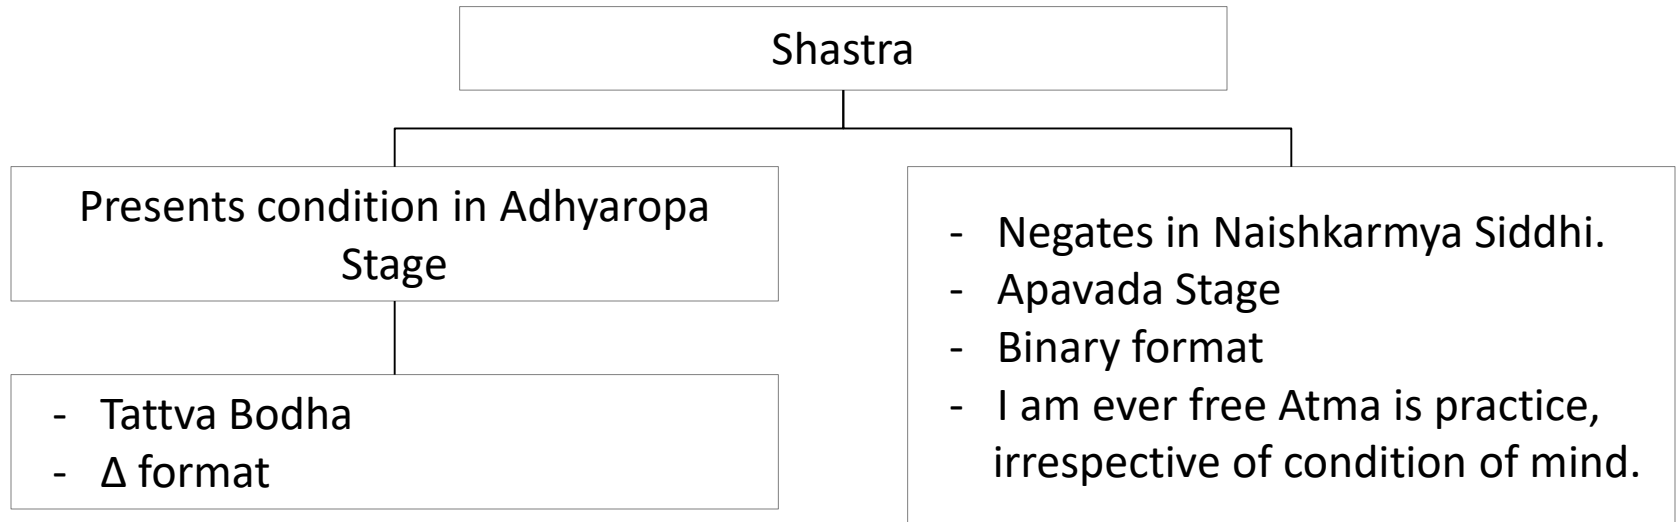 Shastra
Presents condition in Adhyaropa
Stage
- Tattva Bodha
- Δ format
- Negates in Naishkarmya Siddhi.
- Apavada Stage
- Binary format
- I am ever free Atma is practice,
irrespective of condition of mind.